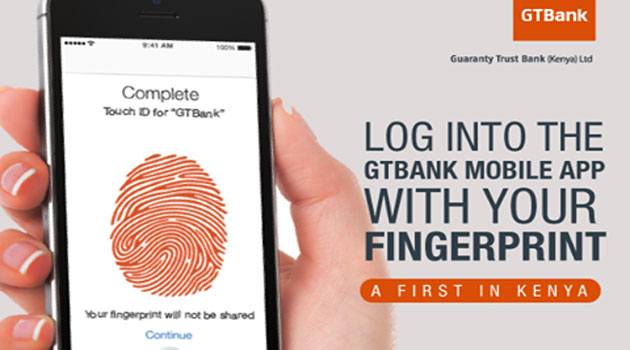 9:41 AM
100%
Complete
Touch ID for "GTBank"
Your fingerprint will not be shared
Continue
GTBank
Guaranty Trust Bank (Kenya) Ltd
LOG INTO THE
GTBANK MOBILE APP
WITH YOUR
FINGERPRINT
A FIRST IN KENYA